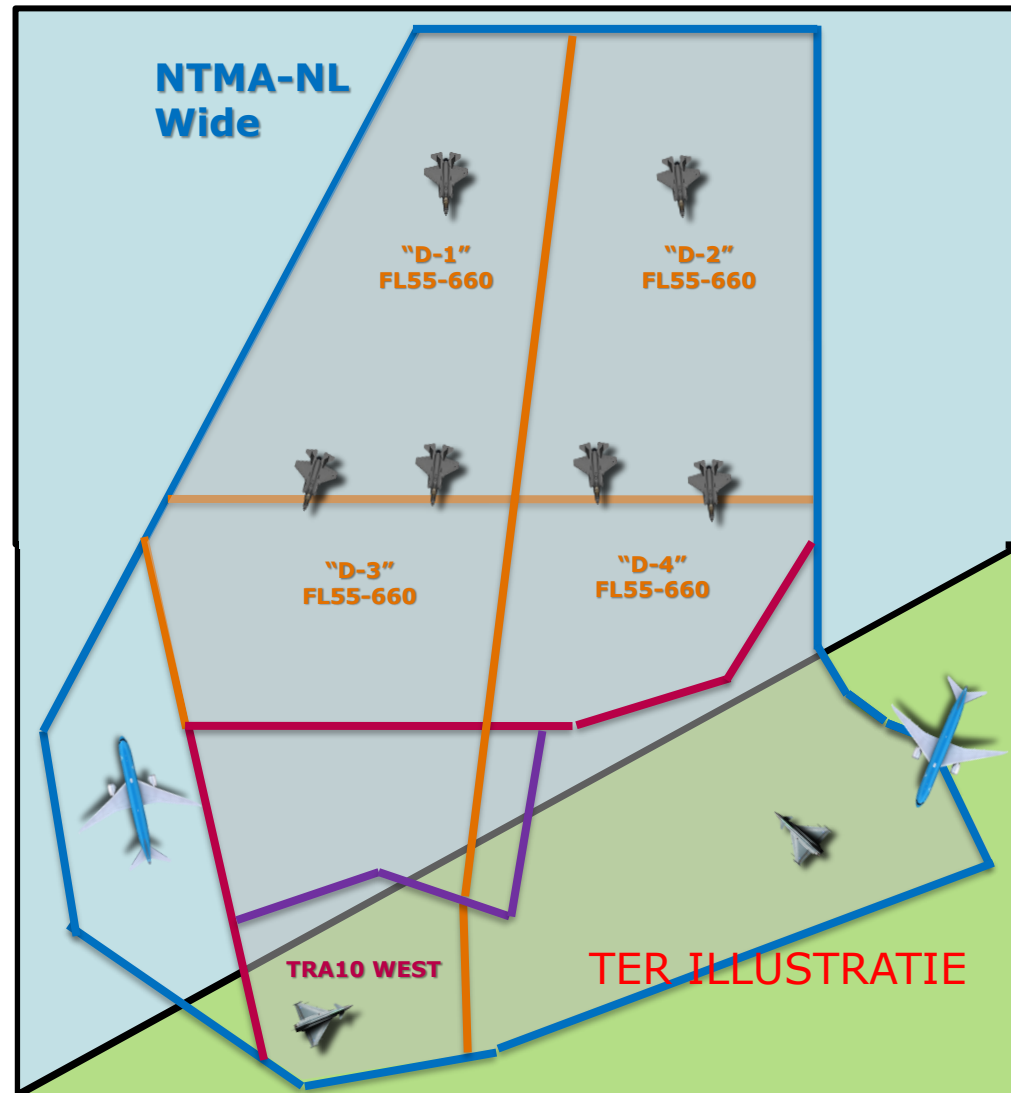 NTMA-NL
Wide
“D-1”
FL55-660
“D-2”
FL55-660
“D-3”
FL55-660
“D-4”
FL55-660
TRA10 WEST
TER ILLUSTRATIE